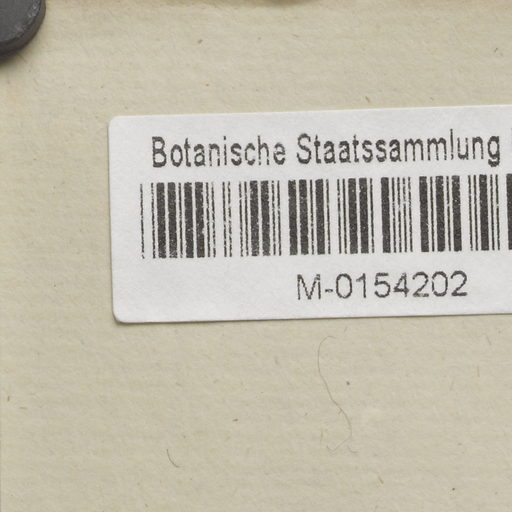 Botanische Staatssammlung
M-0154202